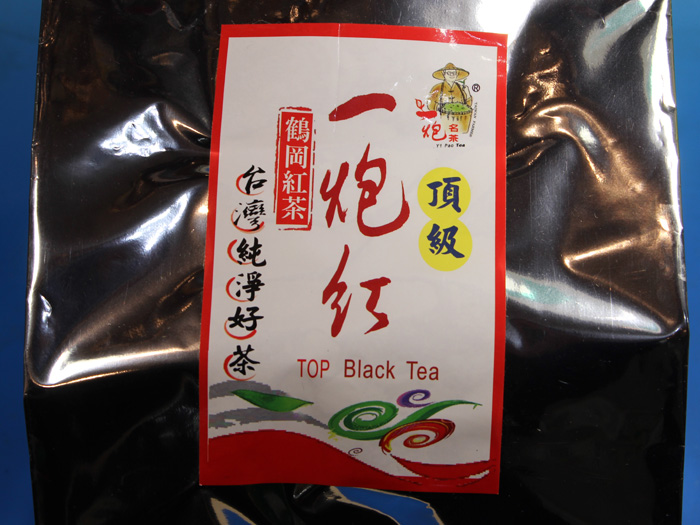 ®
一炮
名茶
Yi Pao Tea
頂級
一炮紅
鶴岡紅茶
台灣純淨好茶
TOP Black Tea